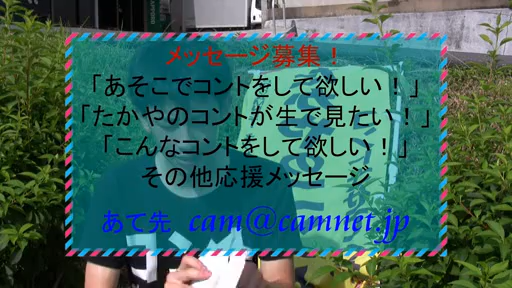 メッセージ募集！
「あそこでコントをして欲しい！」
「たかやのコントが生で見たい！」
「こんなコントをして欲しい！」
その他応援メッセージ
あて先 cam@camnet.jp